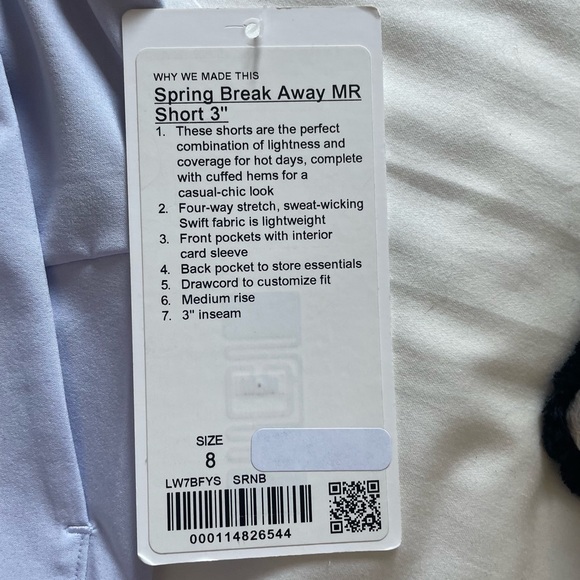 WHY WE MADE THIS
Spring Break Away MR
Short 3"
1. These shorts are the perfect
combination of lightness and
coverage for hot days, complete
with cuffed hems for a
casual-chic look
2. Four-way stretch, sweat-wicking
Swift fabric is lightweight
3. Front pockets with interior
card sleeve
4. Back pocket to store essentials
5. Drawcord to customize fit
6. Medium rise
7. 3" inseam
SIZE
8
LW7BFYS SRNB
000114826544